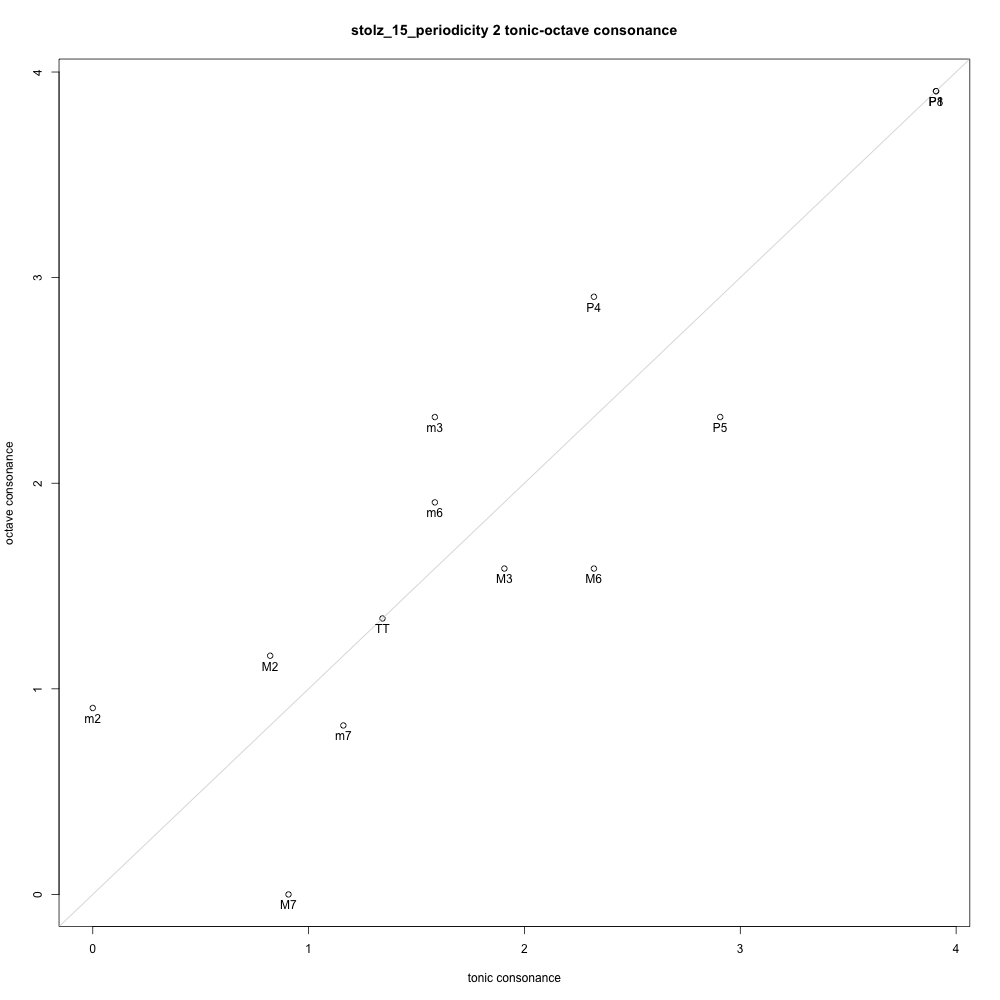 stolz_15_periodicity 2 tonic-octave consonance
octave consonance
4
3
2
1
0
P1
P8
P4
m3
P5
m6
M3
M6
TT
M2
m2
m7
M7
0
1
2
3
4
tonic consonance